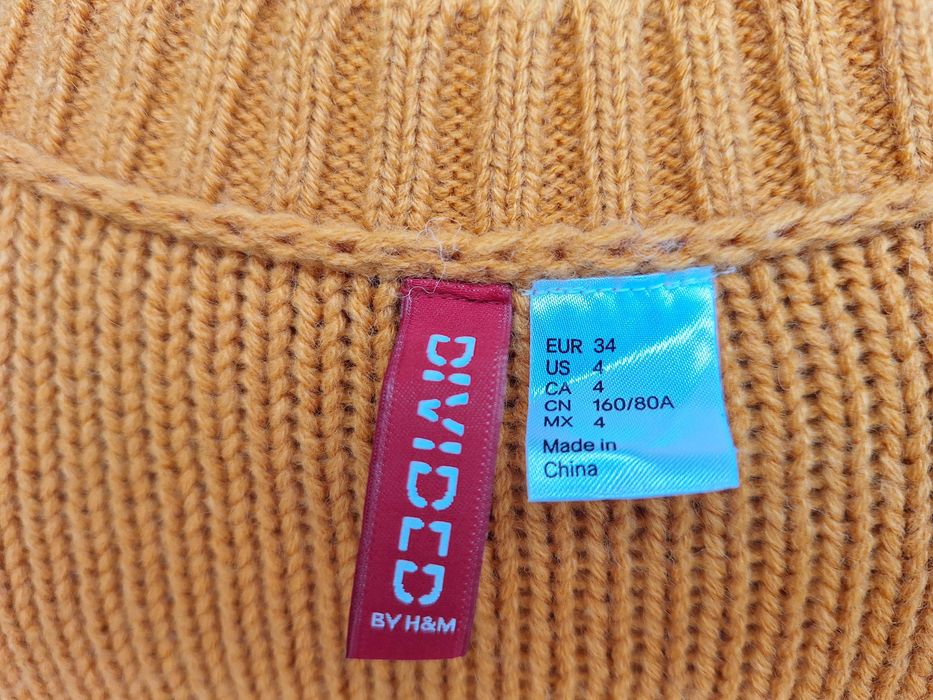 DIVIDED
BY H&M
EUR 34
US 4
CA 4
CN 160/80A
MX 4
Made in
China